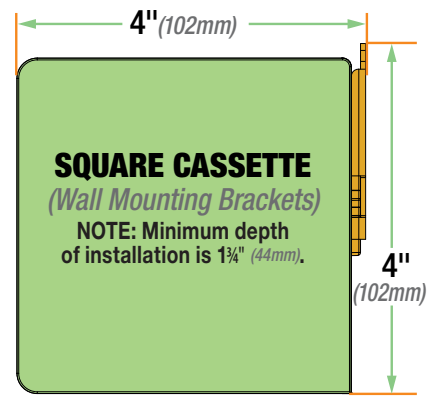 4"(102mm)
SQUARE CASSETTE
(Wall Mounting Brackets)
NOTE: Minimum depth
of installation is 1¾" (44mm).
4"
(102mm)